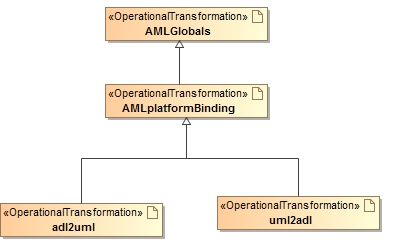 «OperationalTransformation»
AMLGlobals
«OperationalTransformation»
AMLplatformBinding
«OperationalTransformation»
adl2uml
«OperationalTransformation»
uml2adl